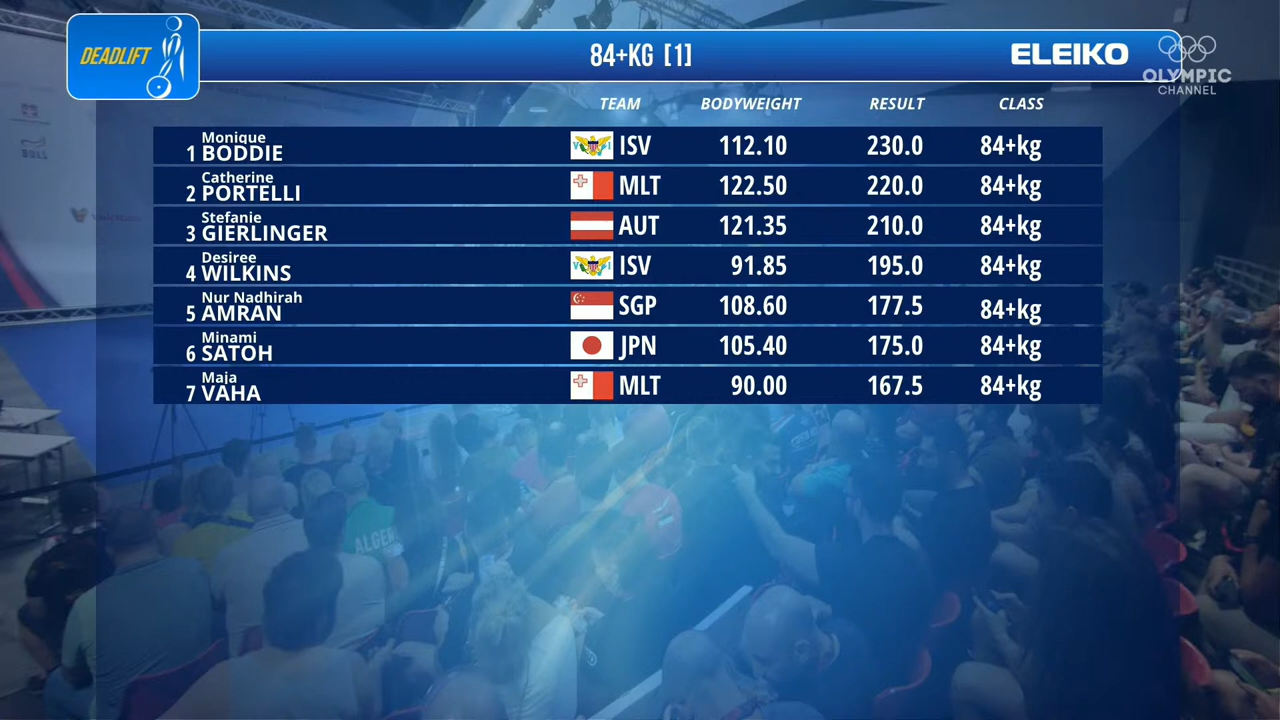 DEADLIFT
84+KG [1]
ELEIKO
OLYMPIC
CHANNEL
TEAM BODYWEIGHT RESULT CLASS
Monique
1 BODDIE ISV 112.10 230.0 84+kg
Catherine
2 PORTELLI MLT 122.50 220.0 84+kg
Stefanie
3 GIERLINGER AUT 121.35 210.0 84+kg
Desiree
4 WILKINS ISV 91.85 195.0 84+kg
Nur Nadhirah
5 AMRAN SGP 108.60 177.5 84+kg
Minami
6 SATOH JPN 105.40 175.0 84+kg
Maja
7 VAHA MLT 90.00 167.5 84+kg
ALGER